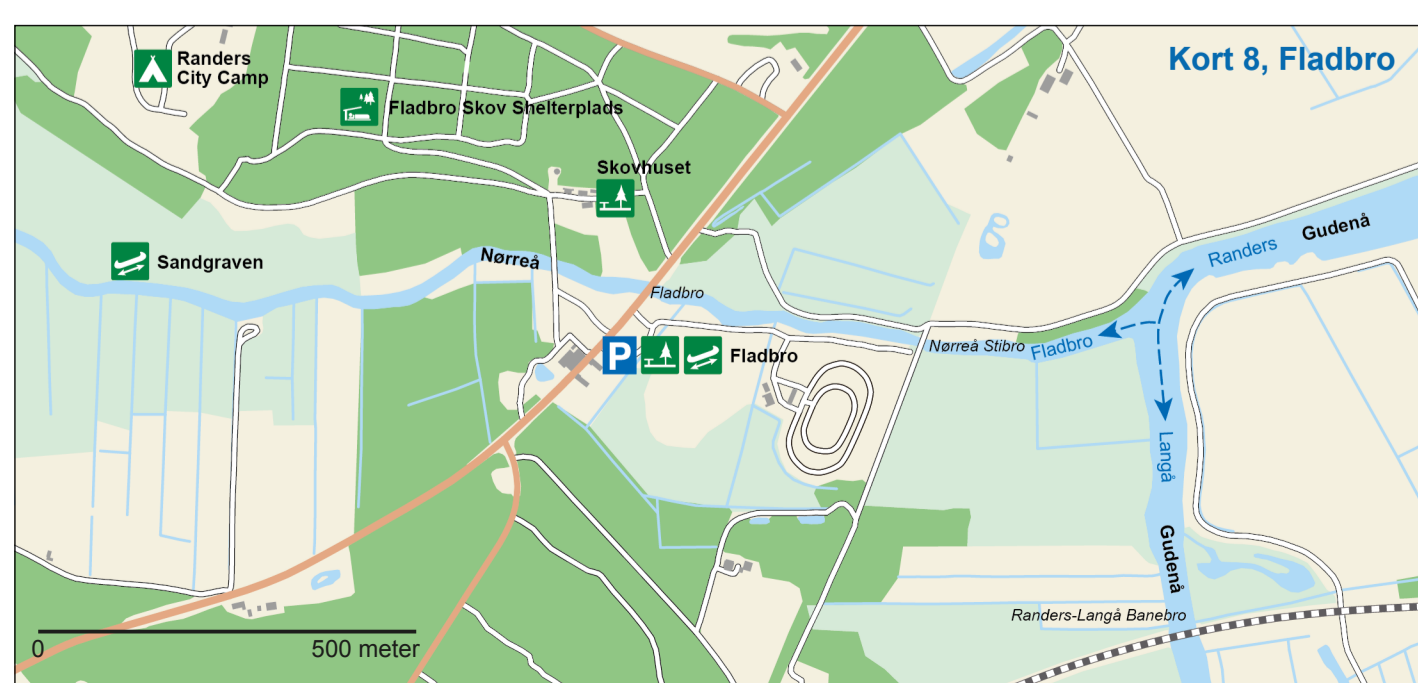 Kort 8, Fladbro
Randers
City Camp
Fladbro Skov Shelterplads
Skovhuset
Sandgraven
Nørreå
Fladbro
P
Fladbro
Nørreå Stibro
Fladbro
Randers
Gudenå
Langå
Gudenå
Randers-Langå Banebro
0
500 meter